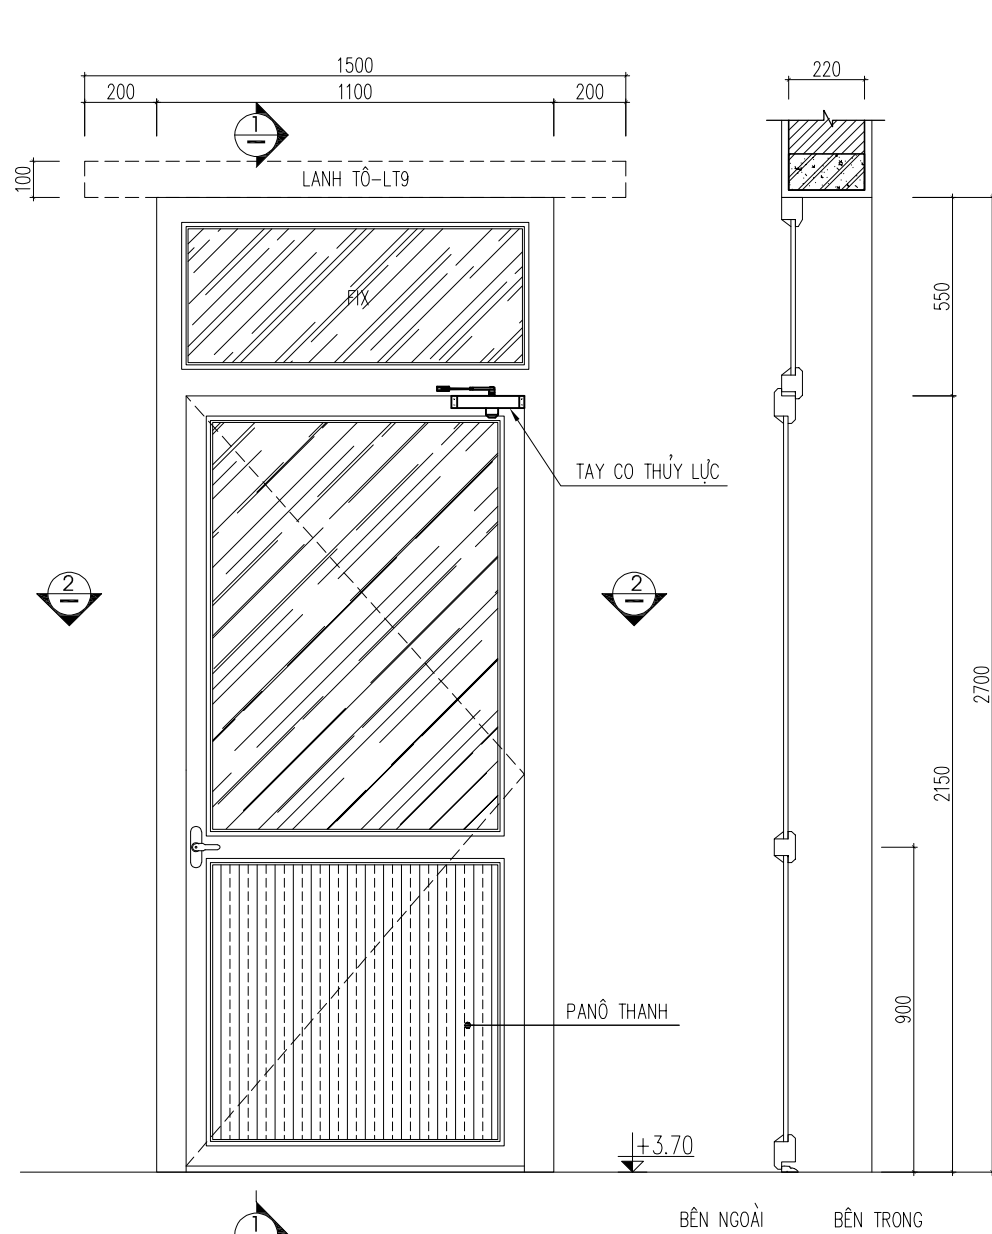 1500
220
200 1100 200
1
100
LANH TÔ-LT9
550
FIX
TAY CO THỦY LỰC
2
2
2700
2150
900
PANÔ THANH
+3.70
BÊN NGOÀI BÊN TRONG
1